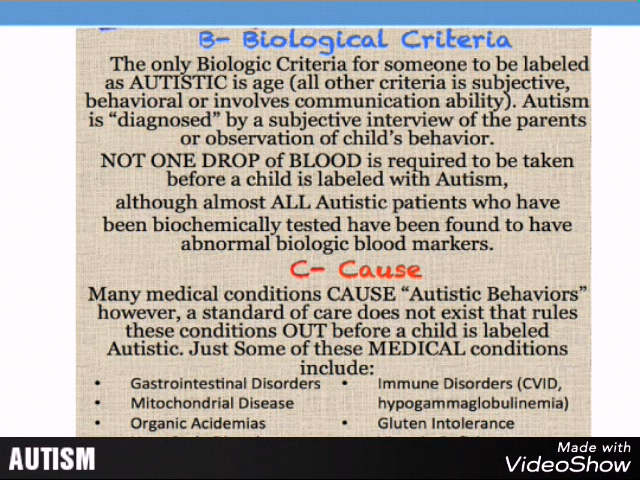 B- Biological Criteria
The only Biologic Criteria for someone to be labeled
as AUTISTIC is age (all other criteria is subjective,
behavioral or involves communication ability). Autism
is “diagnosed” by a subjective interview of the parents
or observation of child’s behavior.
NOT ONE DROP of BLOOD is required to be taken
before a child is labeled with Autism,
although almost ALL Autistic patients who have
been biochemically tested have been found to have
abnormal biologic blood markers.
C- Cause
Many medical conditions CAUSE “Autistic Behaviors”
however, a standard of care does not exist that rules
these conditions OUT before a child is labeled
Autistic. Just Some of these MEDICAL conditions
include:
• Gastrointestinal Disorders
• Mitochondrial Disease
• Organic Acidemias
• Immune Disorders (CVID,
hypogammaglobulinemia)
• Gluten Intolerance
AUTISM
Made with
VideoShow